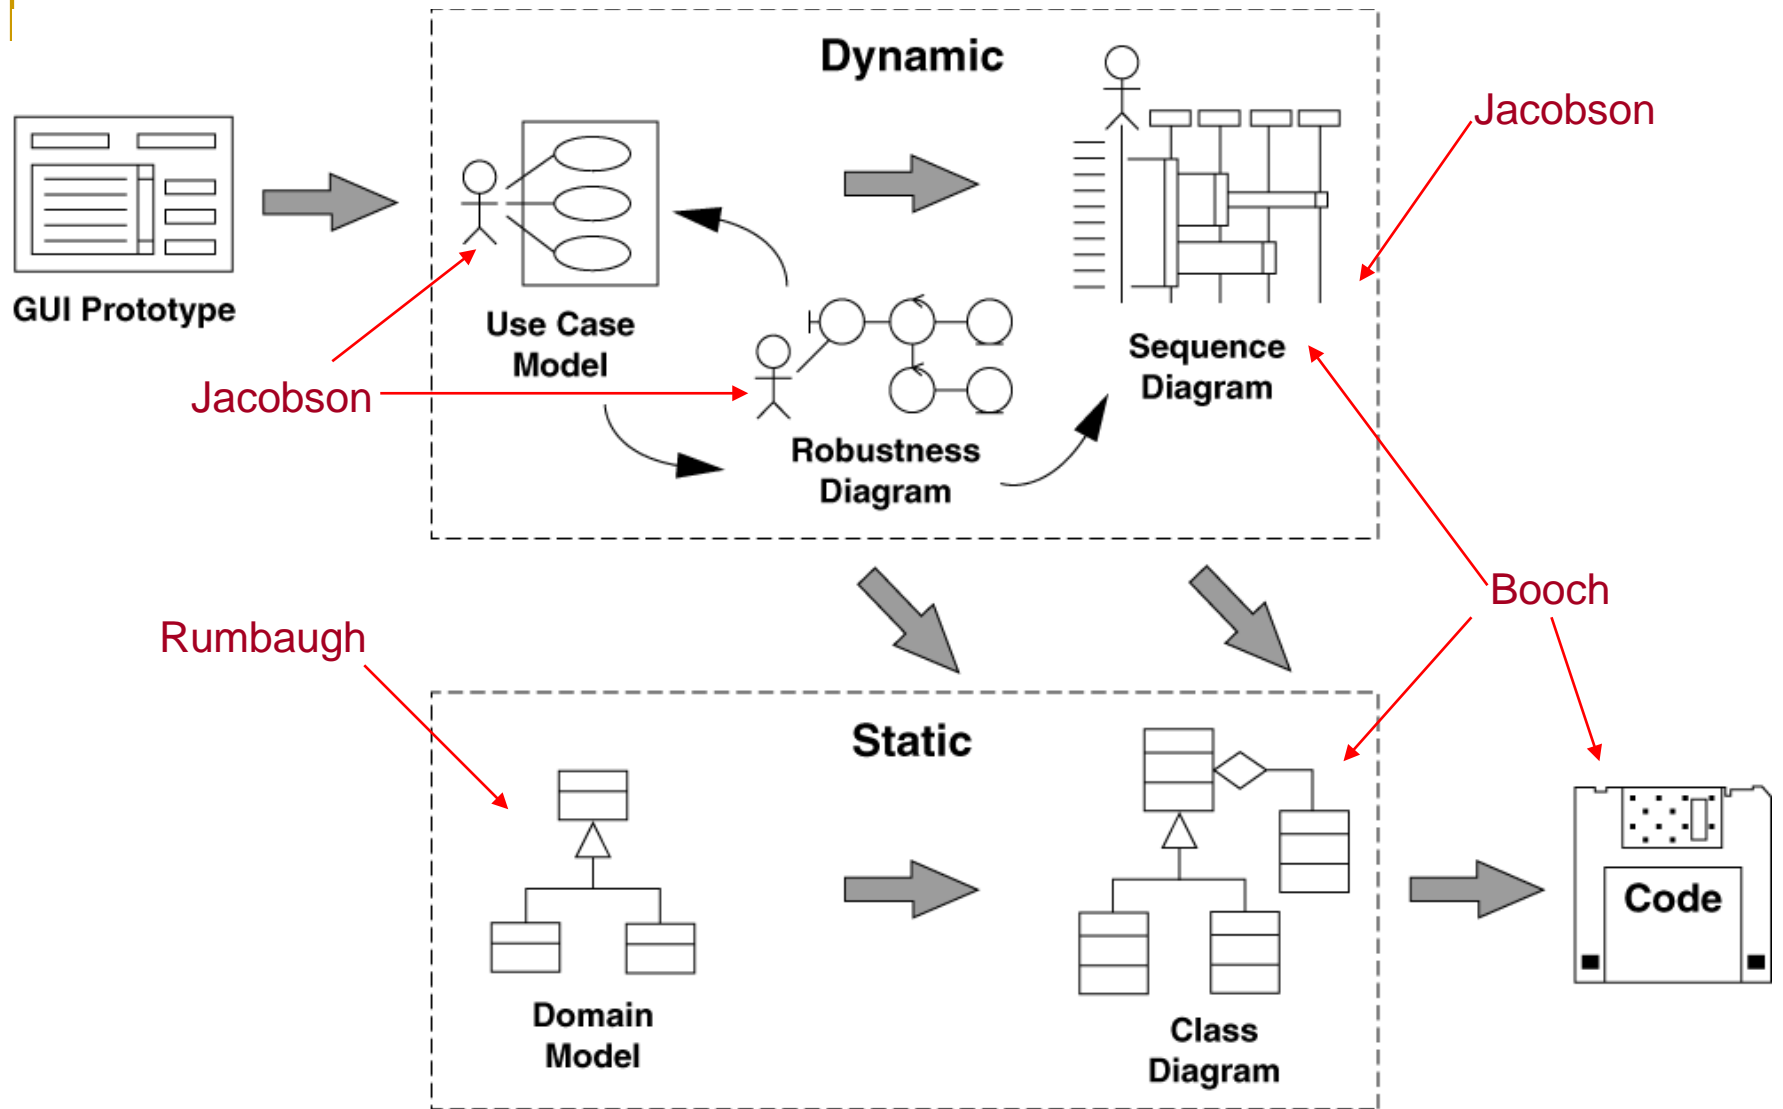 Dynamic
Jacobson
GUI Prototype
Use Case
Model
Sequence
Diagram
Jacobson
Robustness
Diagram
Booch
Rumbaugh
Static
Code
Domain
Model
Class
Diagram